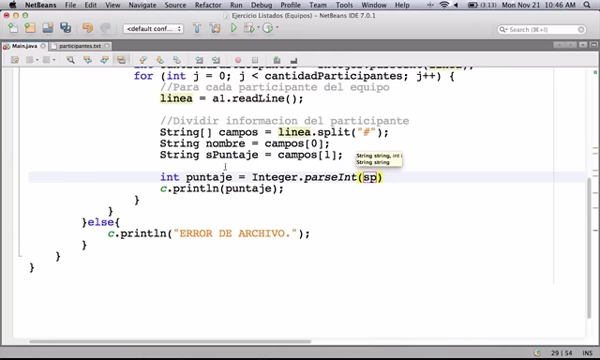 NetBeans File Edit View Navigate Source Refactor Run Debug Profile Team Tools Window Help (3:13) Mon Nov 21 10:46 AM
Ejercicio Listados (Equipos) - NetBeans IDE 7.0.1
<default conf... Search (⌘+I)
Main.java participantes.txt
for (int j = 0; j < cantidadParticipantes; j++) {
//Para cada participante del equipo
linea = a1.readLine();
//Dividir informacion del participante
String[] campos = linea.split("#");
String nombre = campos[0];
String sPuntaje = campos[1];
String string, int i
String string
int puntaje = Integer.parseInt(sp)
c.println(puntaje);
}
}
}else{
c.println("ERROR DE ARCHIVO.");
}
}
}
29 | 54 INS